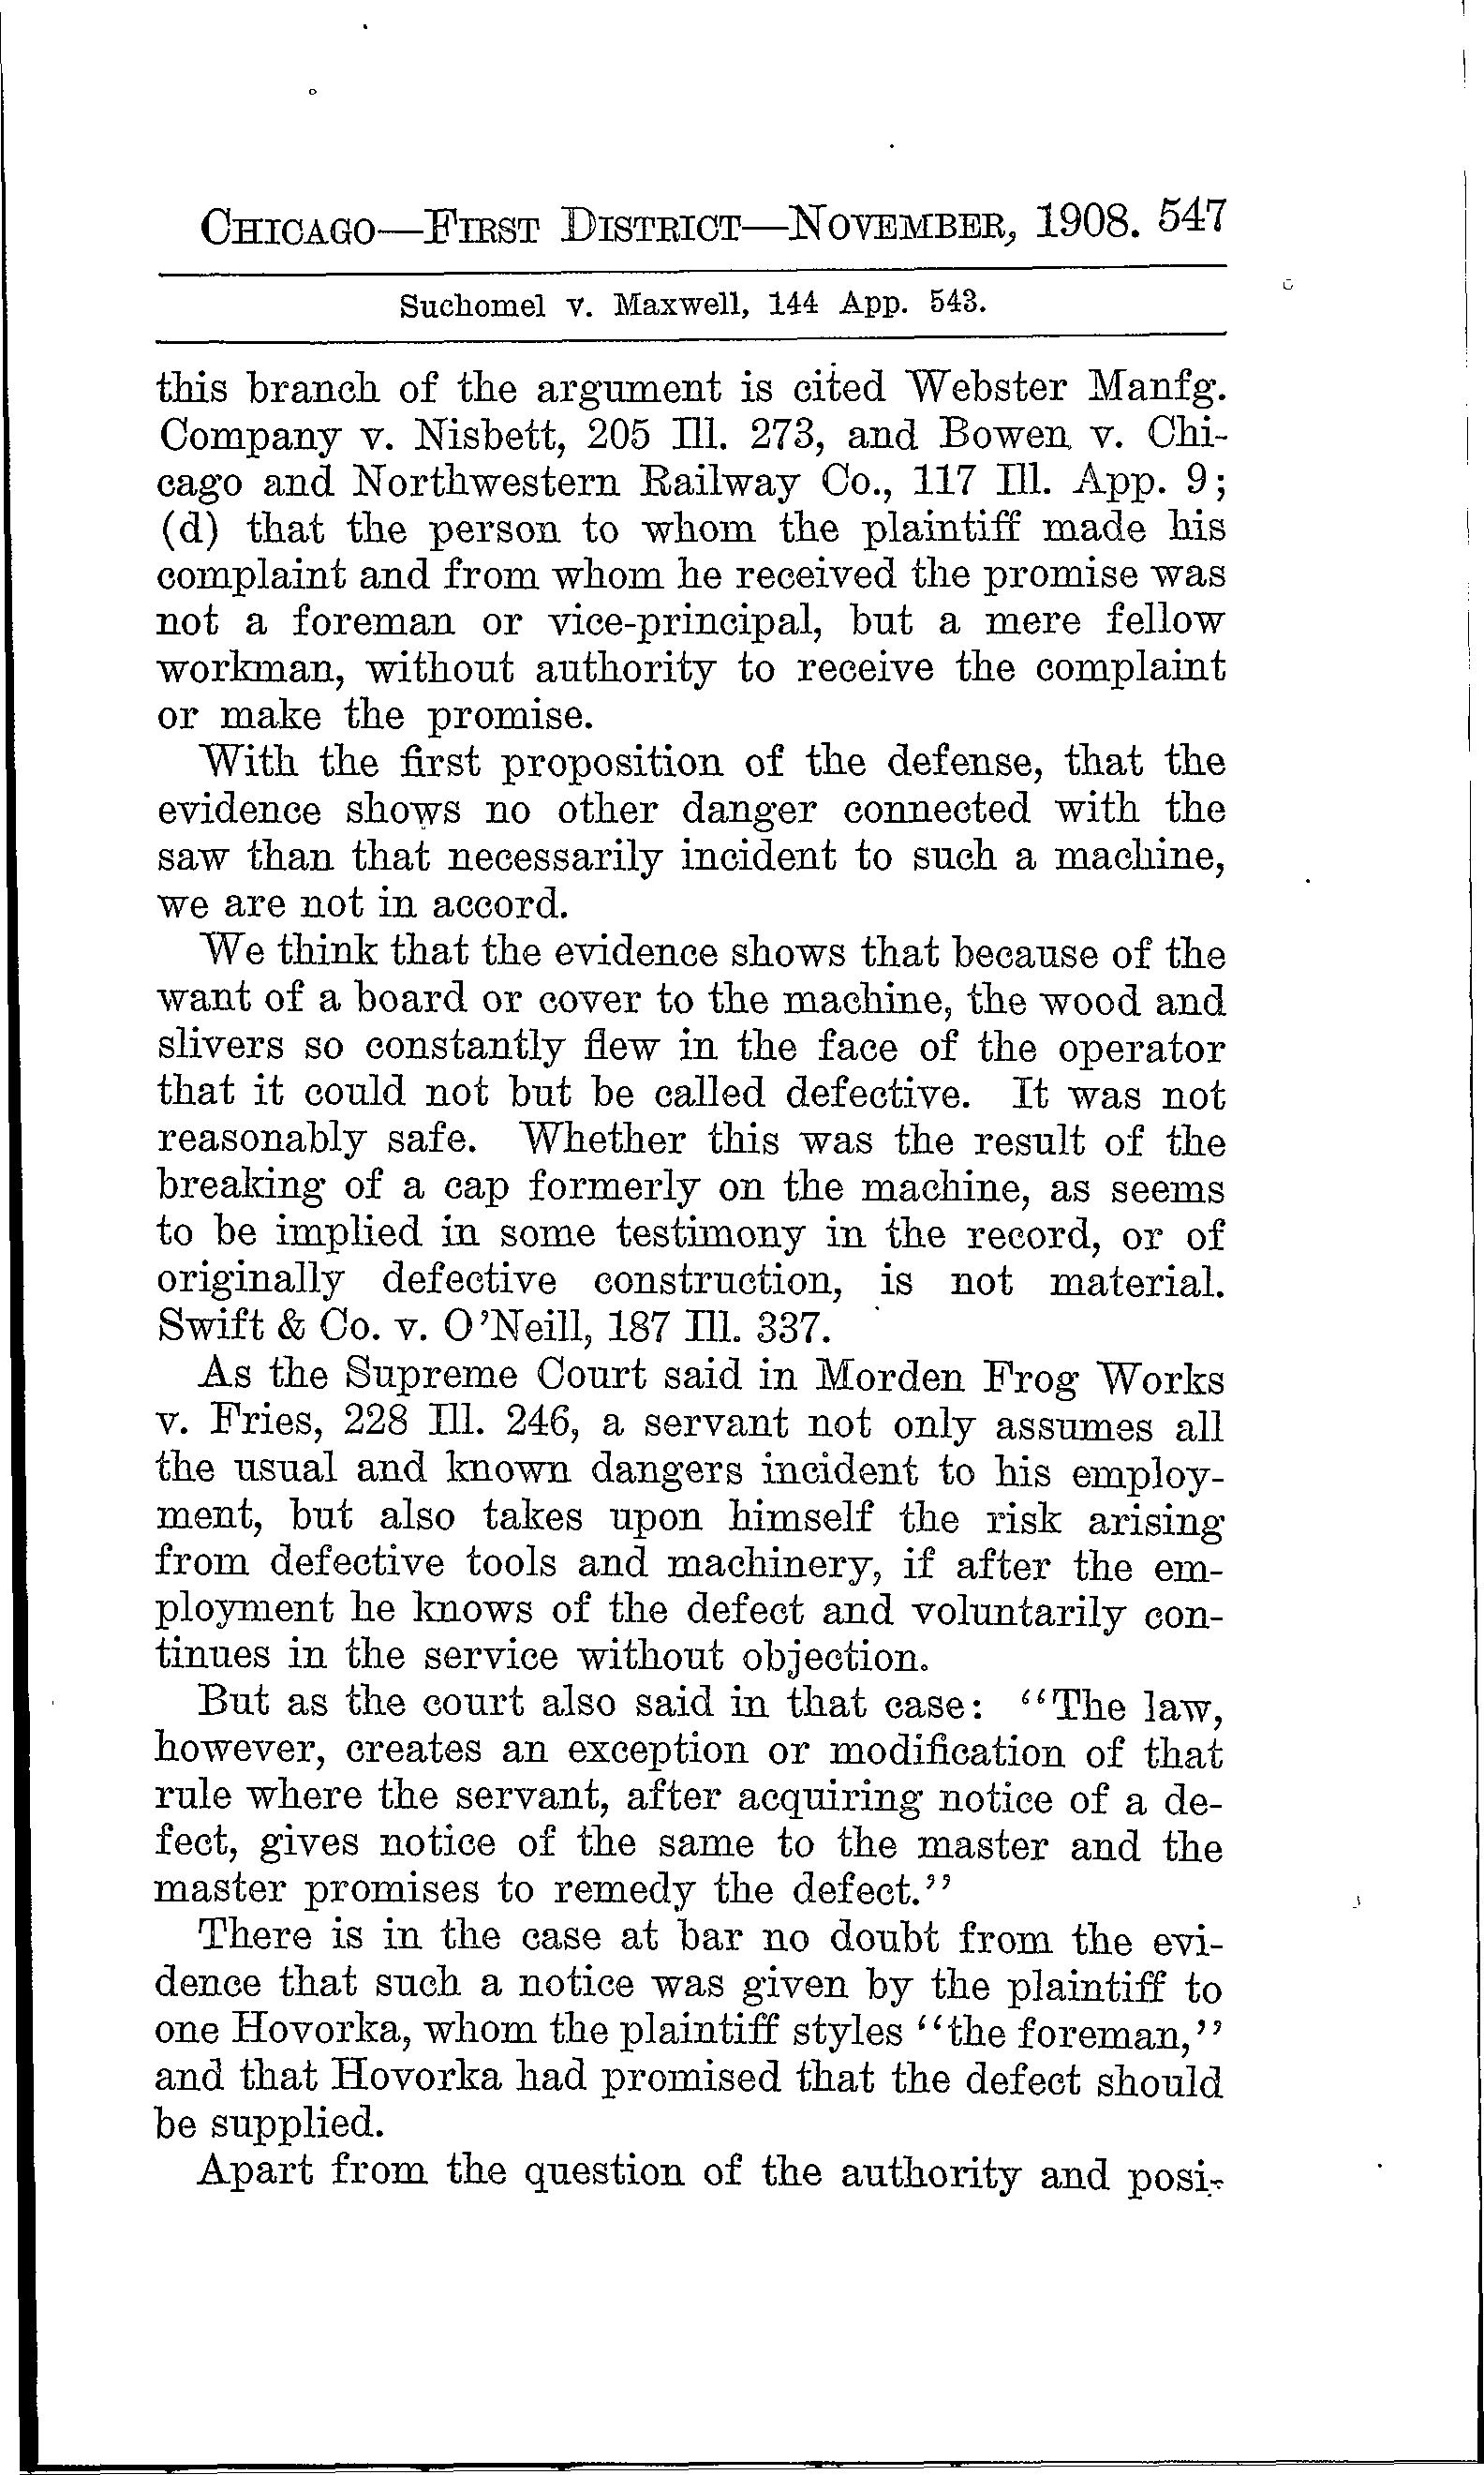 CHICAGO—FIRST DISTRICT—NOVEMBER, 1908. 547
Suchomel v. Maxwell, 144 App. 543.
this branch of the argument is cited Webster Manfg.
Company v. Nisbett, 205 Ill. 273, and Bowen v. Chi-
cago and Northwestern Railway Co., 117 Ill. App. 9;
(d) that the person to whom the plaintiff made his
complaint and from whom he received the promise was
not a foreman or vice-principal, but a mere fellow
workman, without authority to receive the complaint
or make the promise.
With the first proposition of the defense, that the
evidence shows no other danger connected with the
saw than that necessarily incident to such a machine,
we are not in accord.
We think that the evidence shows that because of the
want of a board or cover to the machine, the wood and
slivers so constantly flew in the face of the operator
that it could not but be called defective. It was not
reasonably safe. Whether this was the result of the
breaking of a cap formerly on the machine, as seems
to be implied in some testimony in the record, or of
originally defective construction, is not material.
Swift & Co. v. O'Neill, 187 Ill. 337.
As the Supreme Court said in Morden Frog Works
v. Fries, 228 Ill. 246, a servant not only assumes all
the usual and known dangers incident to his employ-
ment, but also takes upon himself the risk arising
from defective tools and machinery, if after the em-
ployment he knows of the defect and voluntarily con-
tinues in the service without objection.
But as the court also said in that case: "The law,
however, creates an exception or modification of that
rule where the servant, after acquiring notice of a de-
fect, gives notice of the same to the master and the
master promises to remedy the defect."
There is in the case at bar no doubt from the evi-
dence that such a notice was given by the plaintiff to
one Hovorka, whom the plaintiff styles "the foreman,"
and that Hovorka had promised that the defect should
be supplied.
Apart from the question of the authority and posi-